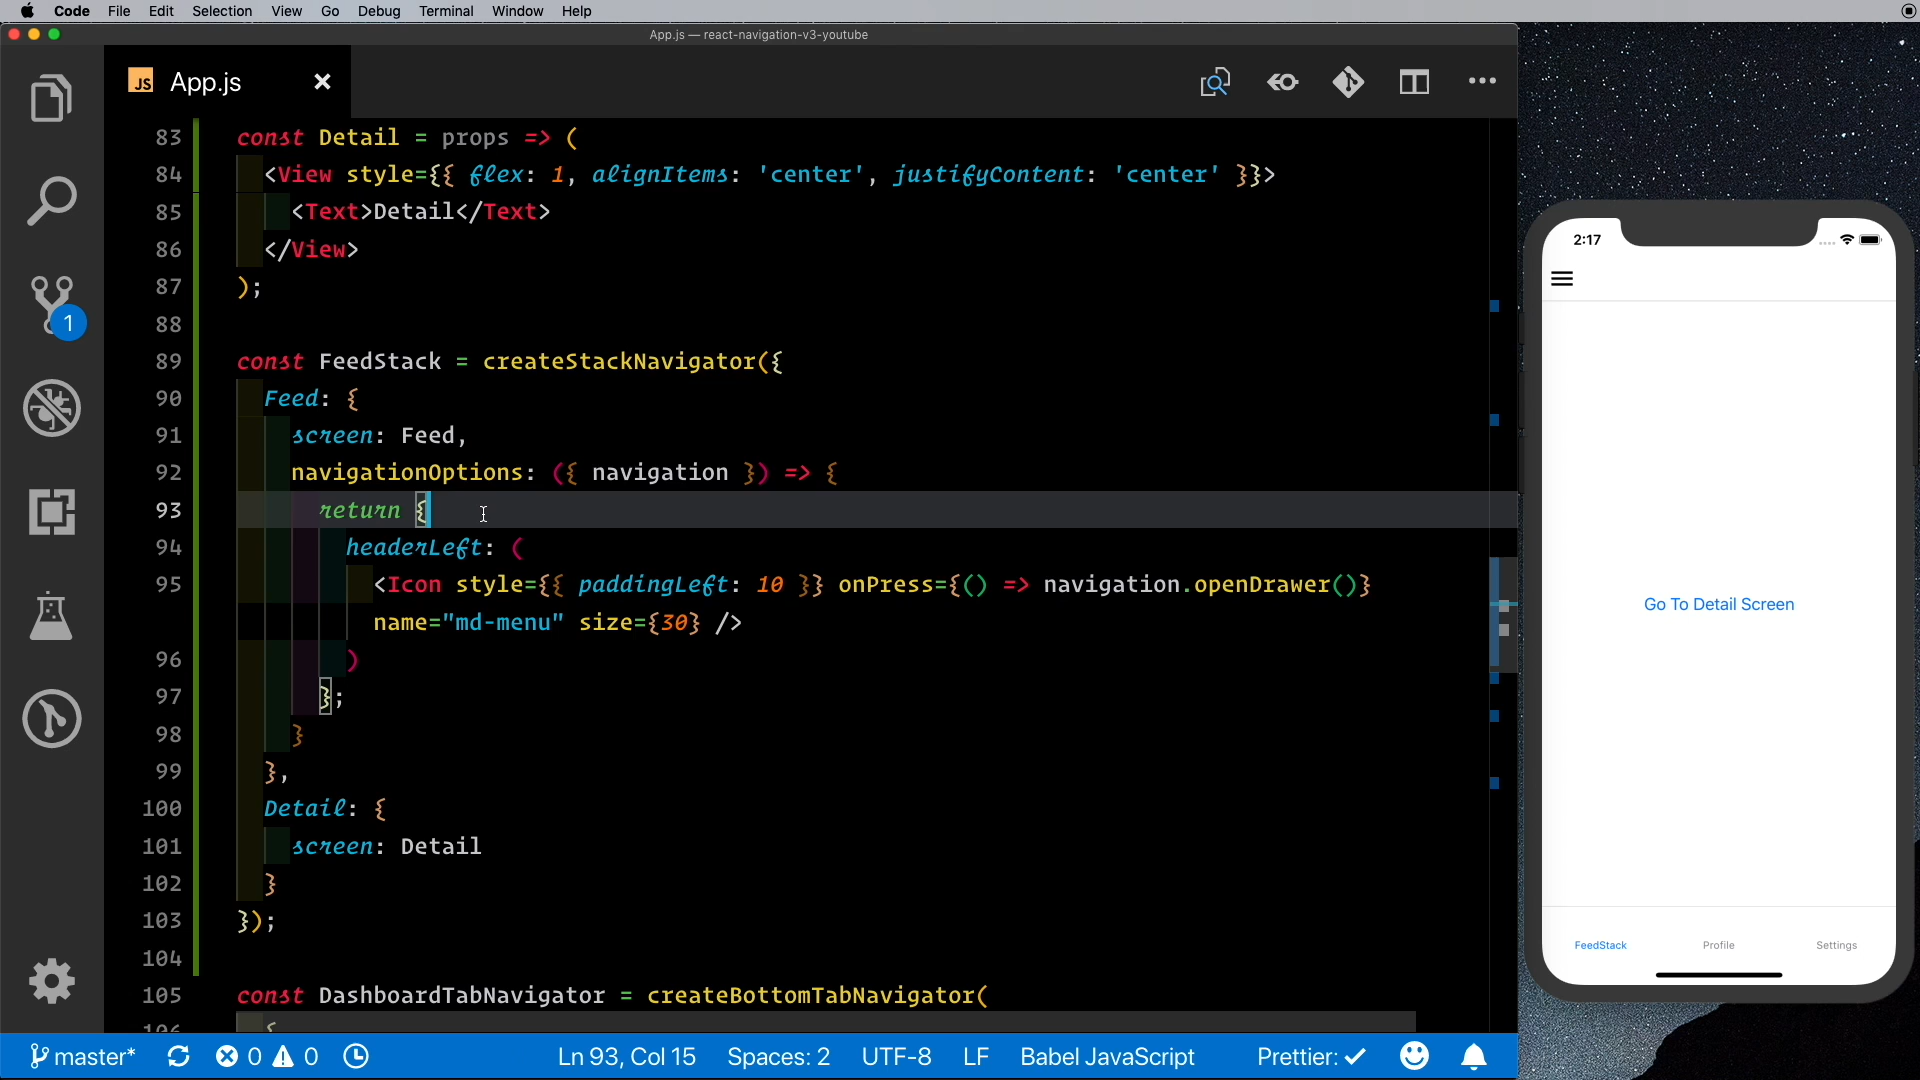 Code File Edit Selection View Go Debug Terminal Window Help
App.js — react-navigation-v3-youtube
JS App.js
83 const Detail = props => (
84 <View style={{ flex: 1, alignItems: 'center', justifyContent: 'center' }}>
85 <Text>Detail</Text>
86 </View>
87 );
88
89 const FeedStack = createStackNavigator({
90 Feed: {
91 screen: Feed,
92 navigationOptions: ({ navigation }) => {
93 return {
94 headerLeft: (
95 <Icon style={{ paddingLeft: 10 }} onPress={() => navigation.openDrawer()}
name="md-menu" size={30} />
96 )
97 };
98 }
99 },
100 Detail: {
101 screen: Detail
102 }
103 });
104
105 const DashboardTabNavigator = createBottomTabNavigator(
106 {
1
master* 0 0 Ln 93, Col 15 Spaces: 2 UTF-8 LF Babel JavaScript Prettier: ✓
2:17
Go To Detail Screen
FeedStack Profile Settings